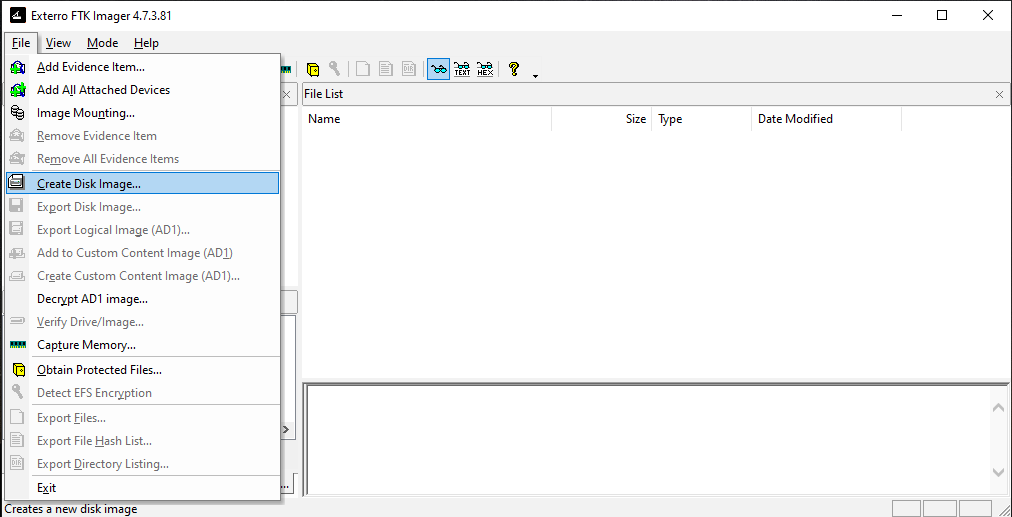 Exterro FTK Imager 4.7.3.81
File View Mode Help
Add Evidence Item...
Add All Attached Devices
Image Mounting...
Remove Evidence Item
Remove All Evidence Items
Create Disk Image...
Export Disk Image...
Export Logical Image (AD1)...
Add to Custom Content Image (AD1)
Create Custom Content Image (AD1)...
Decrypt AD1 image...
Verify Drive/Image...
Capture Memory...
Obtain Protected Files...
Detect EFS Encryption
Export Files...
Export File Hash List...
Export Directory Listing...
Exit
TEXT HEX ?
File List
Name Size Type Date Modified
...
Creates a new disk image